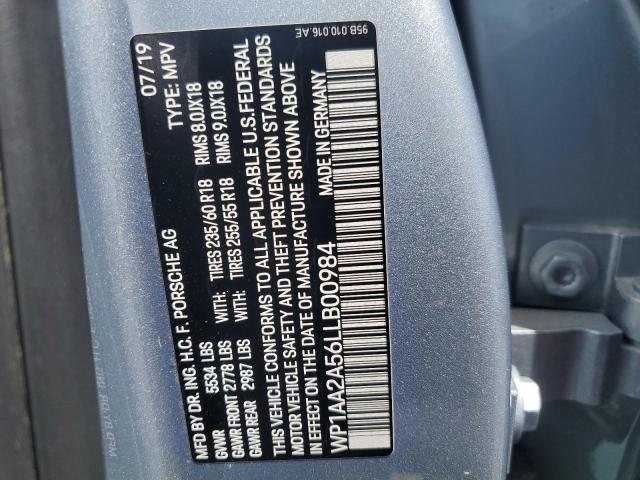 MFD BY DR. ING. H.C. F. PORSCHE AG 07/19
GVWR 5534 LBS TYPE: MPV
GAWR FRONT 2778 LBS WITH: TIRES 235/60 R18 RIMS 8.0JX18
GAWR REAR 2987 LBS WITH: TIRES 255/55 R18 RIMS 9.0JX18
THIS VEHICLE CONFORMS TO ALL APPLICABLE U.S. FEDERAL
MOTOR VEHICLE SAFETY AND THEFT PREVENTION STANDARDS
IN EFFECT ON THE DATE OF MANUFACTURE SHOWN ABOVE
WP1AA2A56LLB00984 MADE IN GERMANY
95B.010.016.AE